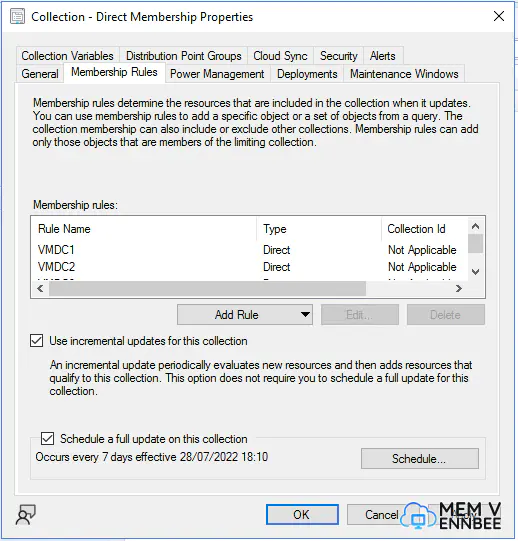 Collection - Direct Membership Properties
Collection Variables Distribution Point Groups Cloud Sync Security Alerts
General Membership Rules Power Management Deployments Maintenance Windows
Membership rules determine the resources that are included in the collection when it updates.
You can use membership rules to add a specific object or a set of objects from a query. The
collection membership can also include or exclude other collections. Membership rules can add
only those objects that are members of the limiting collection.
Membership rules:
Rule Name Type Collection Id
VMDC1 Direct Not Applicable
VMDC2 Direct Not Applicable
Add Rule Edit... Delete
Use incremental updates for this collection
An incremental update periodically evaluates new resources and then adds resources that
qualify to this collection. This option does not require you to schedule a full update for this
collection.
Schedule a full update on this collection
Occurs every 7 days effective 28/07/2022 18:10
Schedule...
OK Cancel
MEM V
ENNBEE